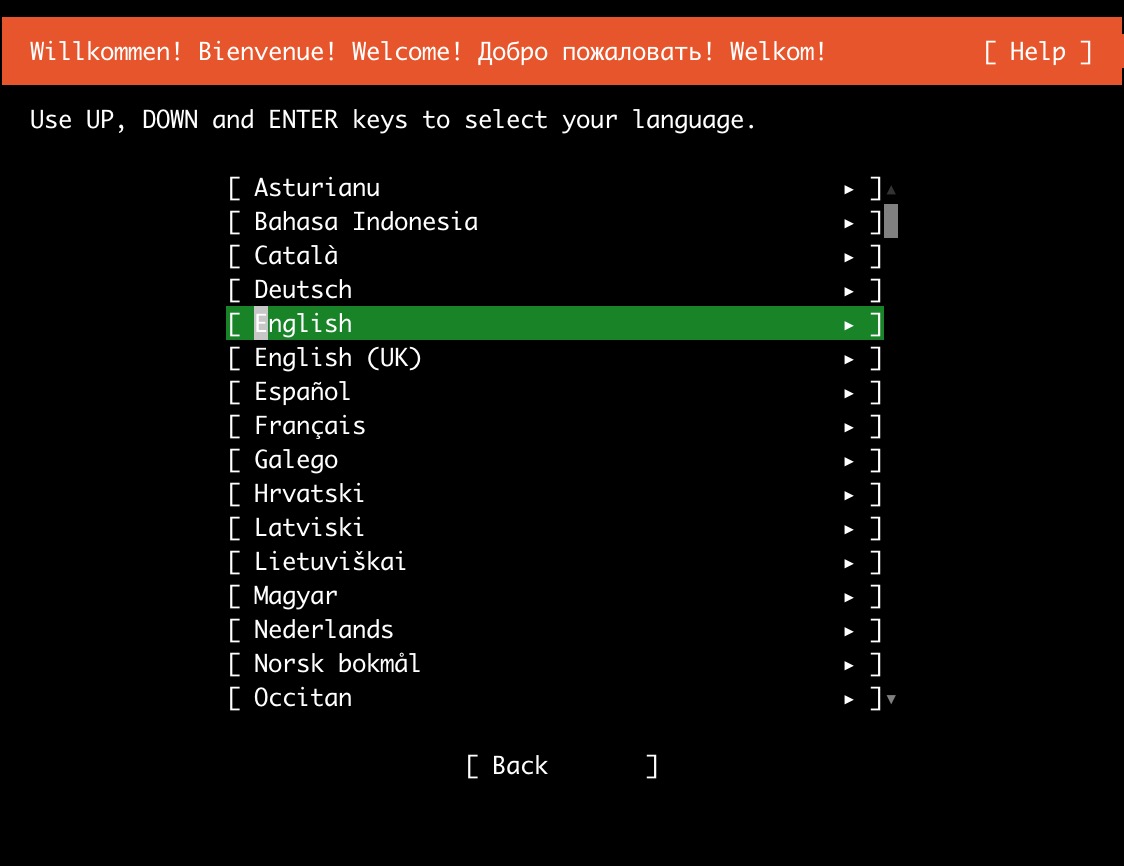 Willkommen! Bienvenue! Welcome! Добро пожаловать! Welkom! [ Help ]
Use UP, DOWN and ENTER keys to select your language.
[ Asturianu ▸ ]
[ Bahasa Indonesia ▸ ]
[ Català ▸ ]
[ Deutsch ▸ ]
[ English ▸ ]
[ English (UK) ▸ ]
[ Español ▸ ]
[ Français ▸ ]
[ Galego ▸ ]
[ Hrvatski ▸ ]
[ Latviski ▸ ]
[ Lietuviškai ▸ ]
[ Magyar ▸ ]
[ Nederlands ▸ ]
[ Norsk bokmål ▸ ]
[ Occitan ▸ ]
[ Back ]